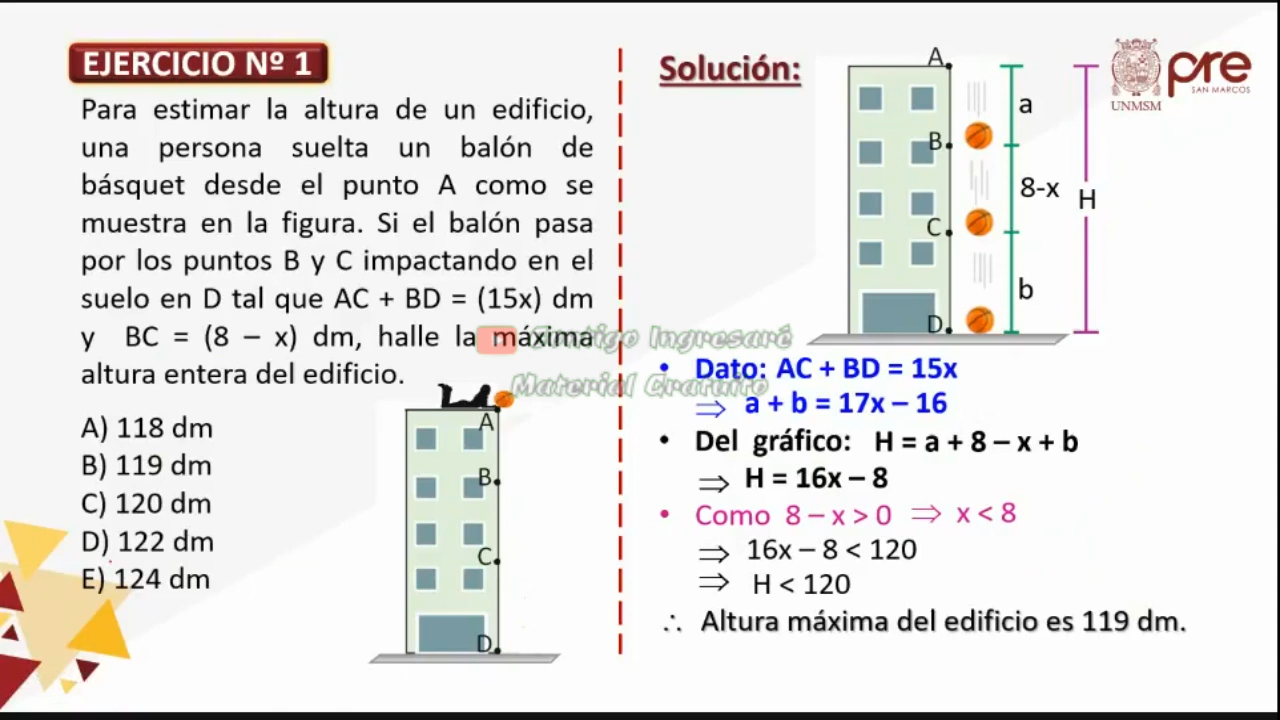 EJERCICIO Nº 1
Para estimar la altura de un edificio,
una persona suelta un balón de
básquet desde el punto A como se
muestra en la figura. Si el balón pasa
por los puntos B y C impactando en el
suelo en D tal que AC + BD = (15x) dm
y BC = (8 – x) dm, halle la máxima
altura entera del edificio.
A) 118 dm
B) 119 dm
C) 120 dm
D) 122 dm
E) 124 dm
A
B
C
D
Solución:
A
B
C
D
a
8-x
b
H
UNMSM
pre
SAN MARCOS
Contigo Ingresaré
Material Gratuito
• Dato: AC + BD = 15x
⇒ a + b = 17x – 16
• Del gráfico: H = a + 8 – x + b
⇒ H = 16x – 8
• Como 8 – x > 0 ⇒ x < 8
⇒ 16x – 8 < 120
⇒ H < 120
∴ Altura máxima del edificio es 119 dm.